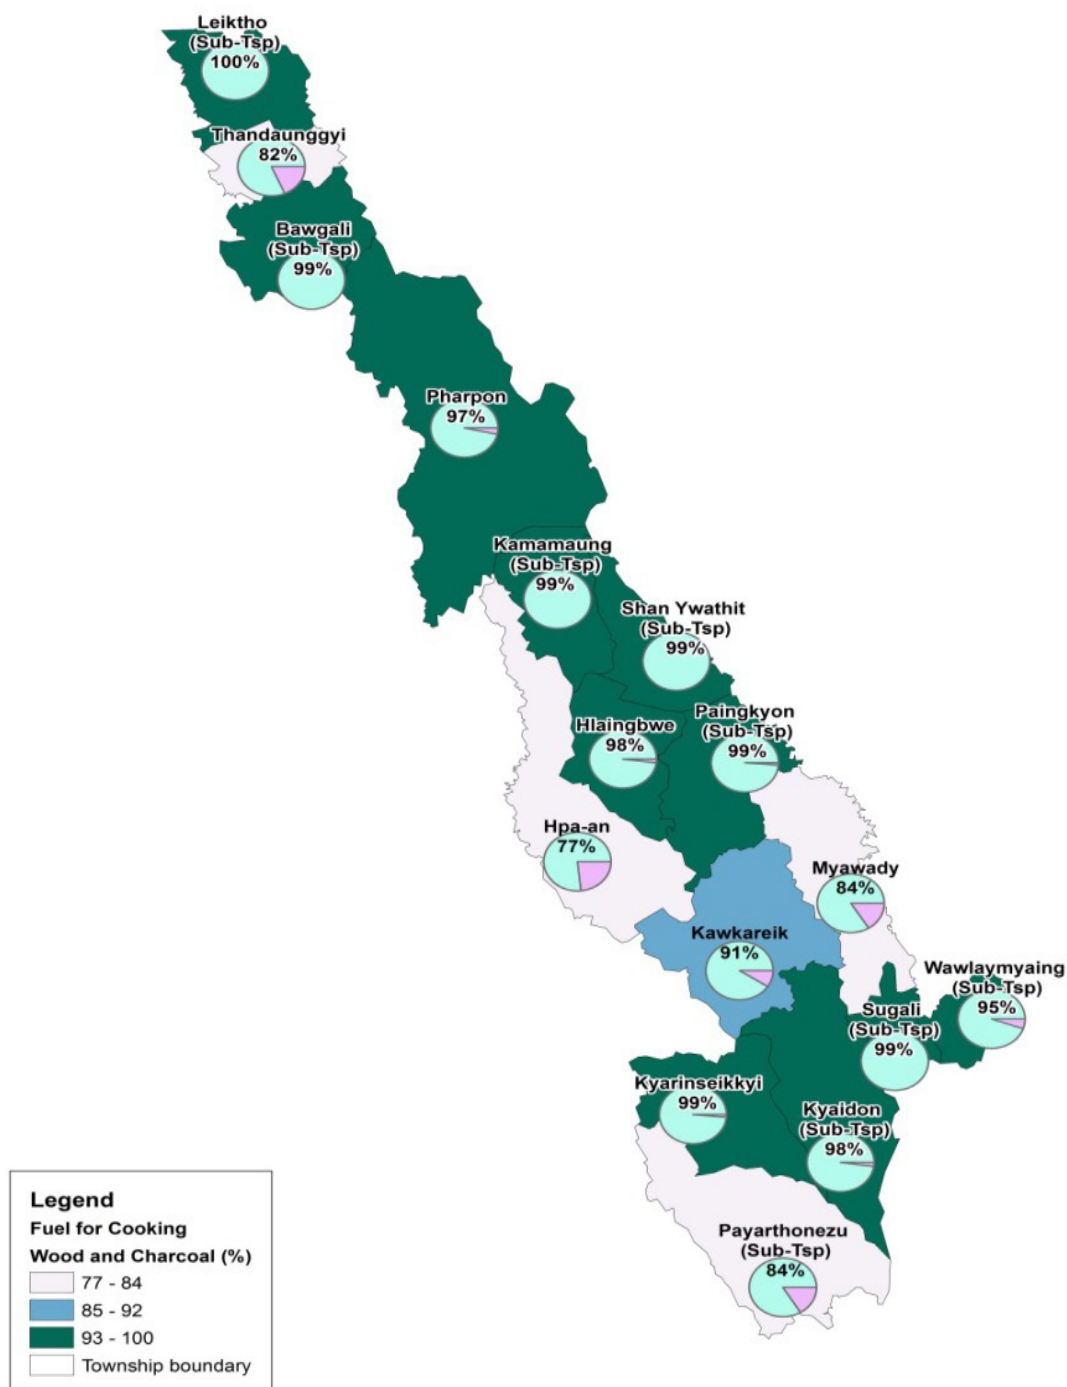 Leiktho
(Sub-Tsp)
100%
Thandaunggyi
82%
Bawgali
(Sub-Tsp)
99%
Pharpon
97%
Kamamaung
(Sub-Tsp)
99%
Shan Ywathit
(Sub-Tsp)
99%
Hlaingbwe
98%
Paingkyon
(Sub-Tsp)
99%
Hpa-an
77%
Myawady
84%
Kawkareik
91%
Wawlaymyaing
(Sub-Tsp)
95%
Sugali
(Sub-Tsp)
99%
Kyarinseikkyi
99%
Kyaidon
(Sub-Tsp)
98%
Payarthonezu
(Sub-Tsp)
84%
Legend
Fuel for Cooking
Wood and Charcoal (%)
77 - 84
85 - 92
93 - 100
Township boundary